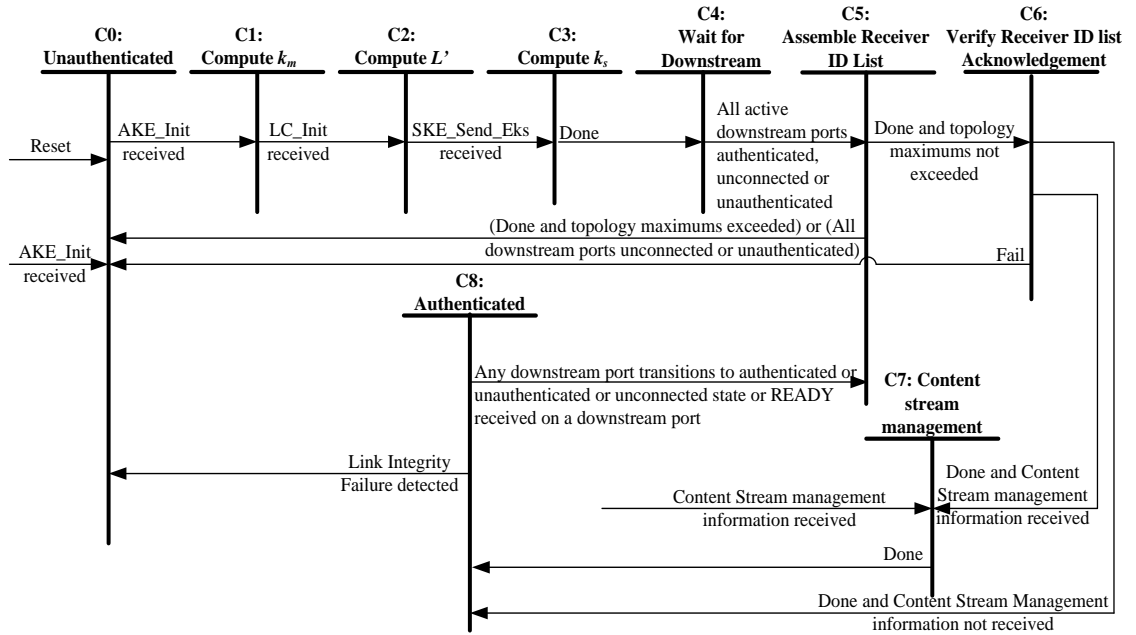 C0:
Unauthenticated
C1:
Compute kₘ
C2:
Compute L’
C3:
Compute kₛ
C4:
Wait for
Downstream
C5:
Assemble Receiver
ID List
C6:
Verify Receiver ID list
Acknowledgement
Reset
AKE_Init
received
LC_Init
received
SKE_Send_Eks
received
Done
All active
downstream ports
authenticated,
unconnected or
unauthenticated
Done and topology
maximums not
exceeded
(Done and topology maximums exceeded) or (All
downstream ports unconnected or unauthenticated)
AKE_Init
received
Fail
C8:
Authenticated
Any downstream port transitions to authenticated or
unauthenticated or unconnected state or READY
received on a downstream port
C7: Content
stream
management
Link Integrity
Failure detected
Content Stream management
information received
Done and Content
Stream management
information received
Done
Done and Content Stream Management
information not received